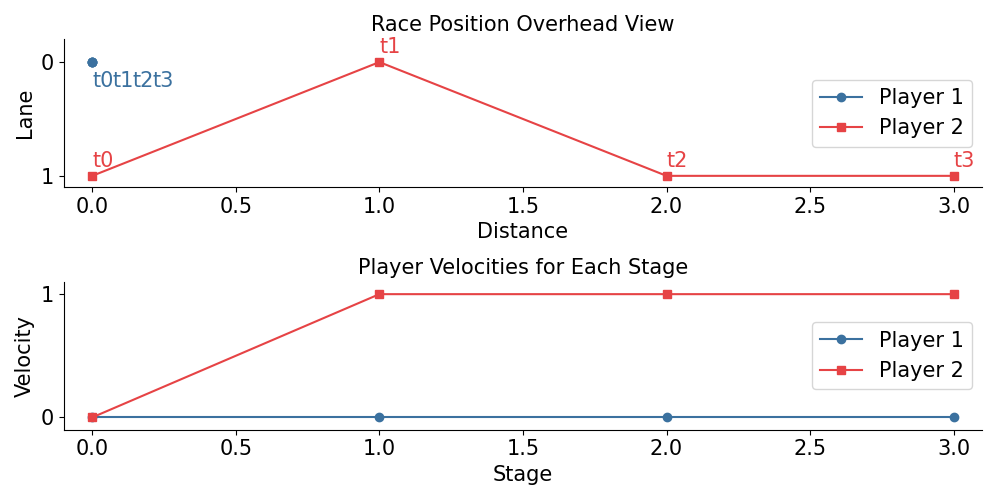 Race Position Overhead View
t1
0
t0t1t2t3
Player 1
Lane
Player 2
t0
t2
t3
1
0.0 0.5 1.0 1.5 2.0 2.5 3.0
Distance
Player Velocities for Each Stage
1
Player 1
Velocity
Player 2
0
0.0 0.5 1.0 1.5 2.0 2.5 3.0
Stage